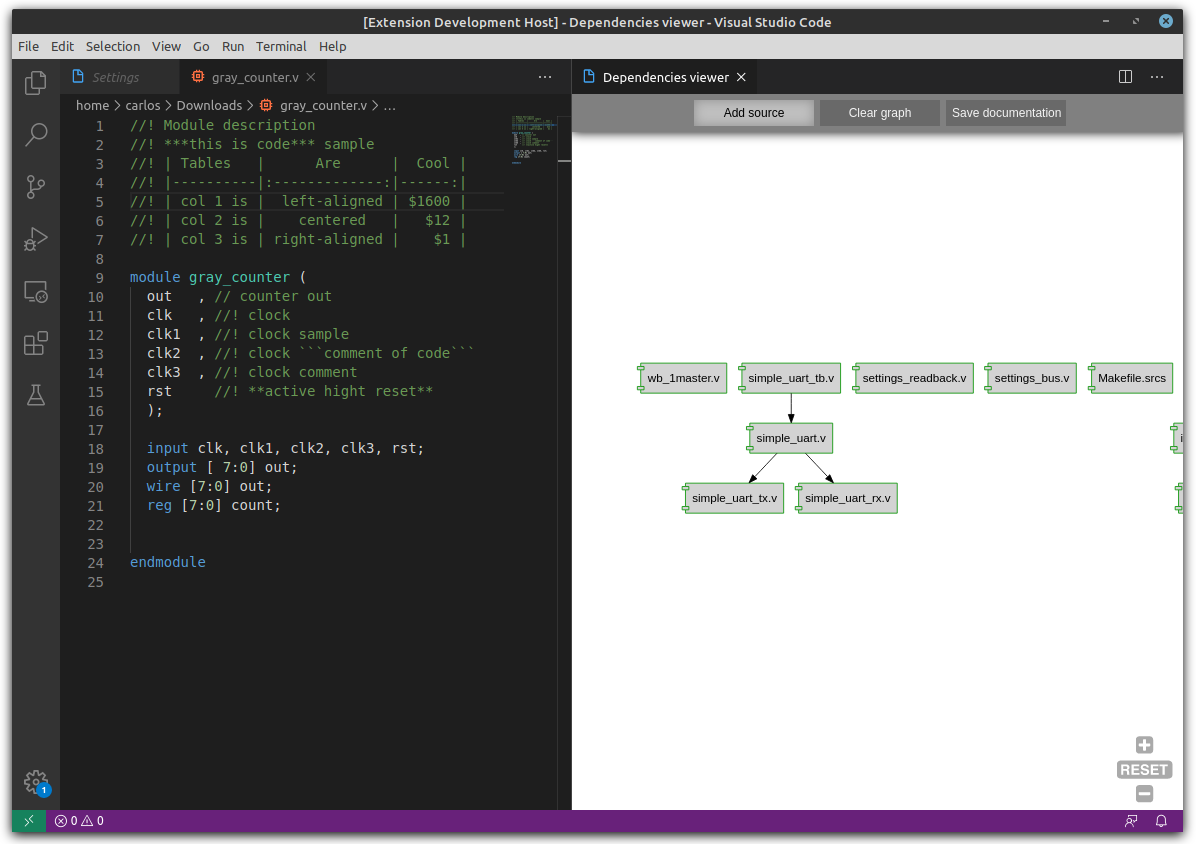 [Extension Development Host] - Dependencies viewer - Visual Studio Code
File Edit Selection View Go Run Terminal Help
Settings
gray_counter.v
Dependencies viewer
home > carlos > Downloads > gray_counter.v > ...
Add source
Clear graph
Save documentation
1 //! Module description
2 //! ***this is code*** sample
3 //! | Tables   |      Are      |  Cool |
4 //! |----------|:-------------:|------:|
5 //! | col 1 is |  left-aligned | $1600 |
6 //! | col 2 is |    centered   |   $12 |
7 //! | col 3 is | right-aligned |    $1 |
8
9 module gray_counter (
10   out   , // counter out
11   clk   , //! clock
12   clk1  , //! clock sample
13   clk2  , //! clock ```comment of code```
14   clk3  , //! clock comment
15   rst     //! **active hight reset**
16   );
17
18   input clk, clk1, clk2, clk3, rst;
19   output [ 7:0] out;
20   wire [7:0] out;
21   reg [7:0] count;
22
23
24 endmodule
25
wb_1master.v
simple_uart_tb.v
settings_readback.v
settings_bus.v
Makefile.srcs
simple_uart.v
simple_uart_tx.v
simple_uart_rx.v
RESET
1
0 0